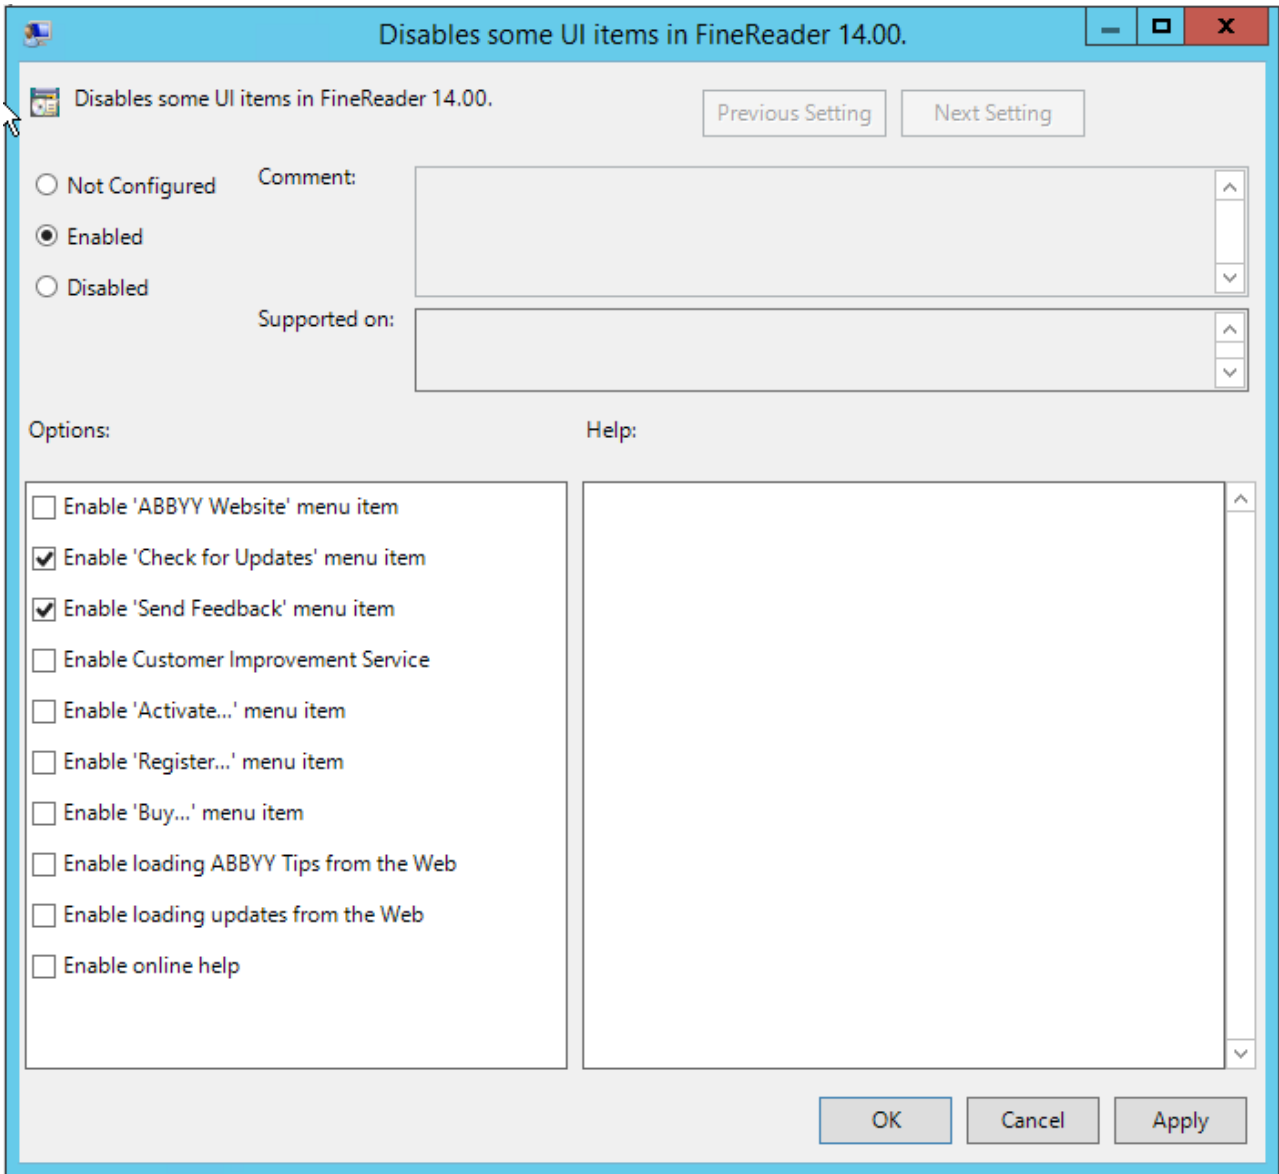 Disables some UI items in FineReader 14.00.
Disables some UI items in FineReader 14.00.
Previous Setting
Next Setting
Not Configured
Comment:
Enabled
Disabled
Supported on:
Options:
Help:
Enable 'ABBYY Website' menu item
Enable 'Check for Updates' menu item
Enable 'Send Feedback' menu item
Enable Customer Improvement Service
Enable 'Activate...' menu item
Enable 'Register...' menu item
Enable 'Buy...' menu item
Enable loading ABBYY Tips from the Web
Enable loading updates from the Web
Enable online help
OK
Cancel
Apply